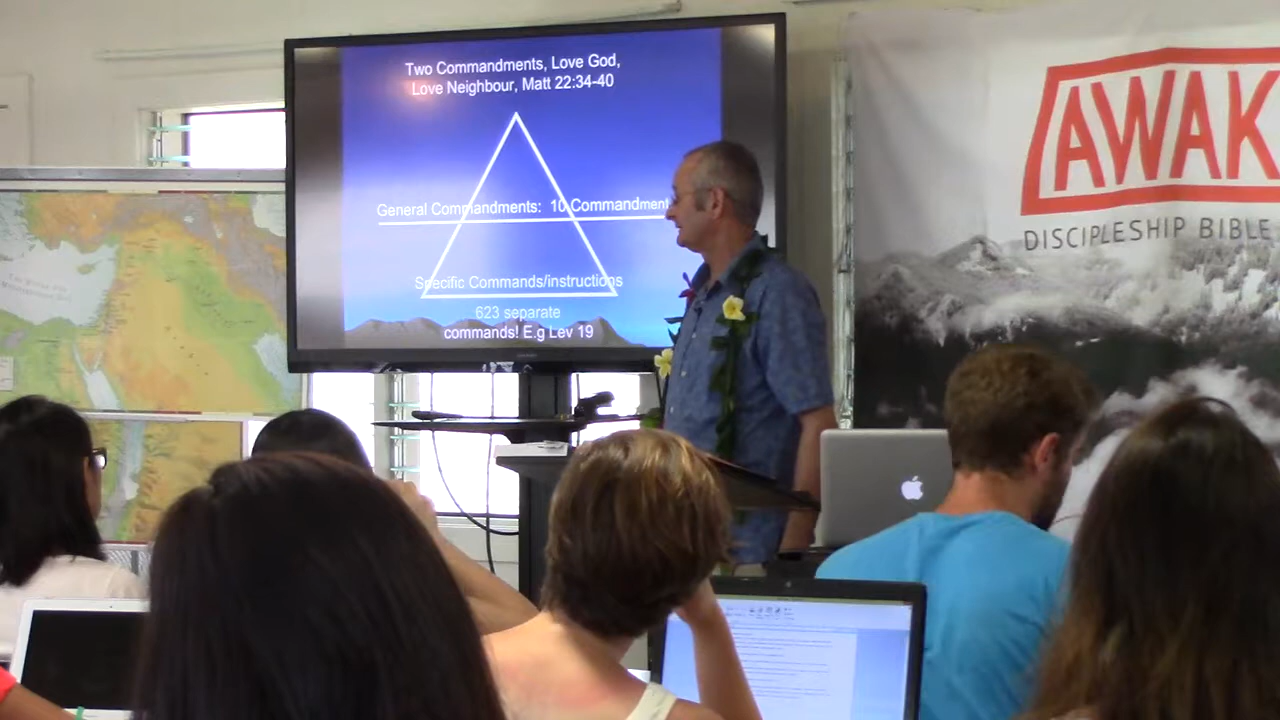 Two Commandments, Love God,
Love Neighbour, Matt 22:34-40
General Commandments: 10 Commandment
Specific Commands/instructions
623 separate
commands! E.g Lev 19
AWAK
DISCIPLESHIP BIBLE